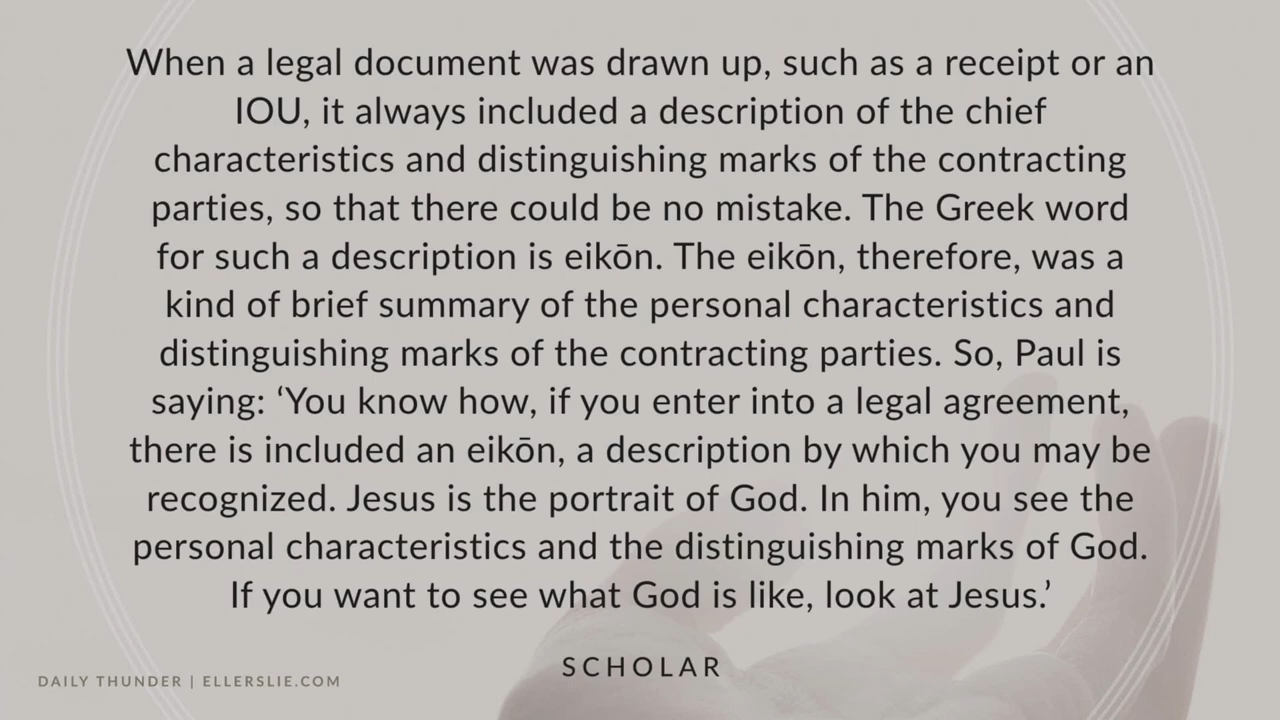 When a legal document was drawn up, such as a receipt or an
IOU, it always included a description of the chief
characteristics and distinguishing marks of the contracting
parties, so that there could be no mistake. The Greek word
for such a description is eikōn. The eikōn, therefore, was a
kind of brief summary of the personal characteristics and
distinguishing marks of the contracting parties. So, Paul is
saying: ‘You know how, if you enter into a legal agreement,
there is included an eikōn, a description by which you may be
recognized. Jesus is the portrait of God. In him, you see the
personal characteristics and the distinguishing marks of God.
If you want to see what God is like, look at Jesus.’
SCHOLAR
DAILY THUNDER | ELLERSLIE.COM